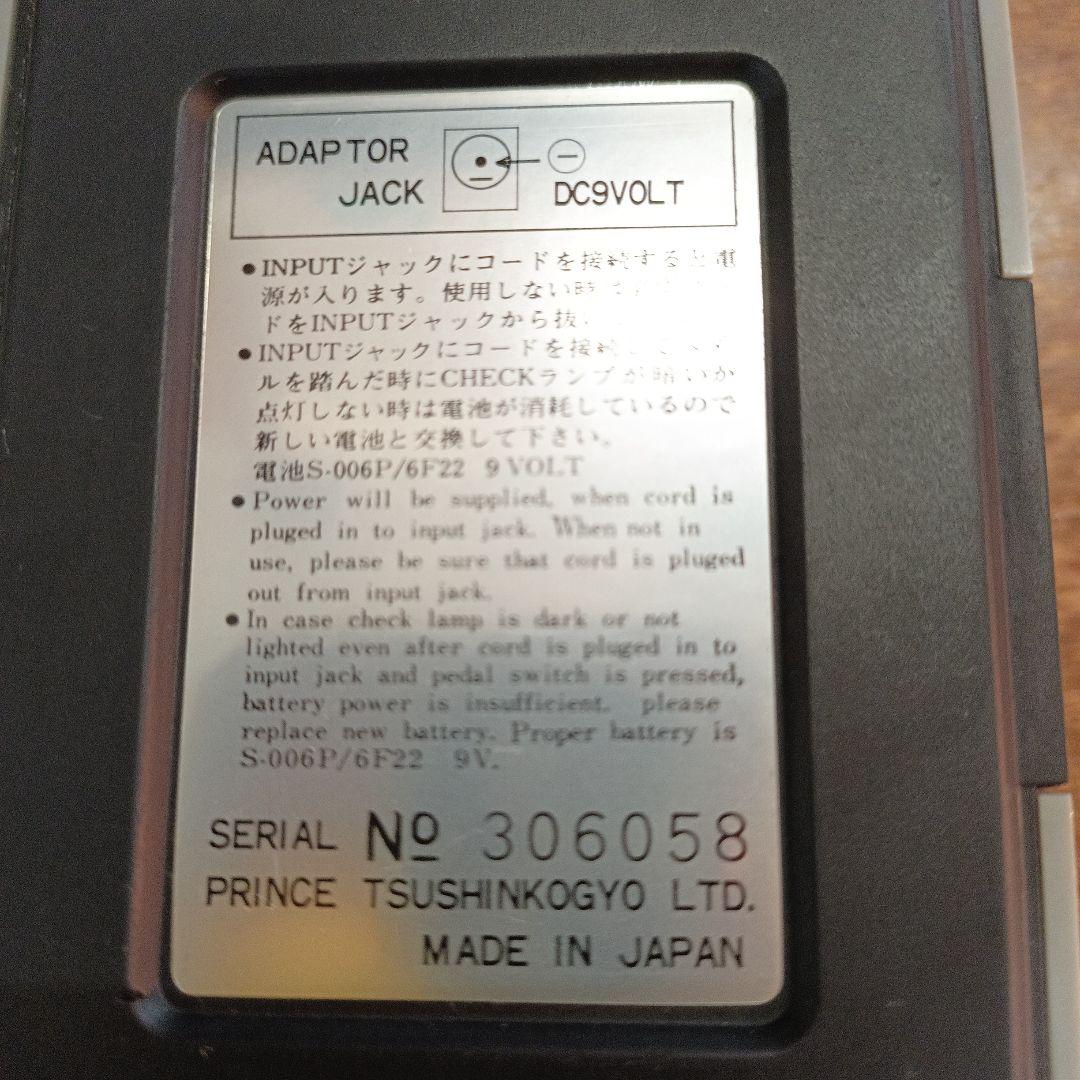 ADAPTOR
JACK
DC9VOLT
●INPUTジャックにコードを接続すると電
源が入ります。使用しない時は
ドをINPUTジャックから抜
●INPUTジャックにコードを接
ルを踏んだ時にCHECKランプが暗いか
点灯しない時は電池が消耗しているので
新しい電池と交換して下さい。
電池S-006P/6F22 9 VOLT
●Power will be supplied, when cord is
pluged in to input jack. When not in
use, please be sure that cord is pluged
out from input jack.
●In case check lamp is dark or not
lighted even after cord is pluged in to
input jack and pedal switch is pressed,
battery power is insufficient, please
replace new battery. Proper battery is
S-006P/6F22 9V.
SERIAL No 306058
PRINCE TSUSHINKOGYO LTD.
MADE IN JAPAN